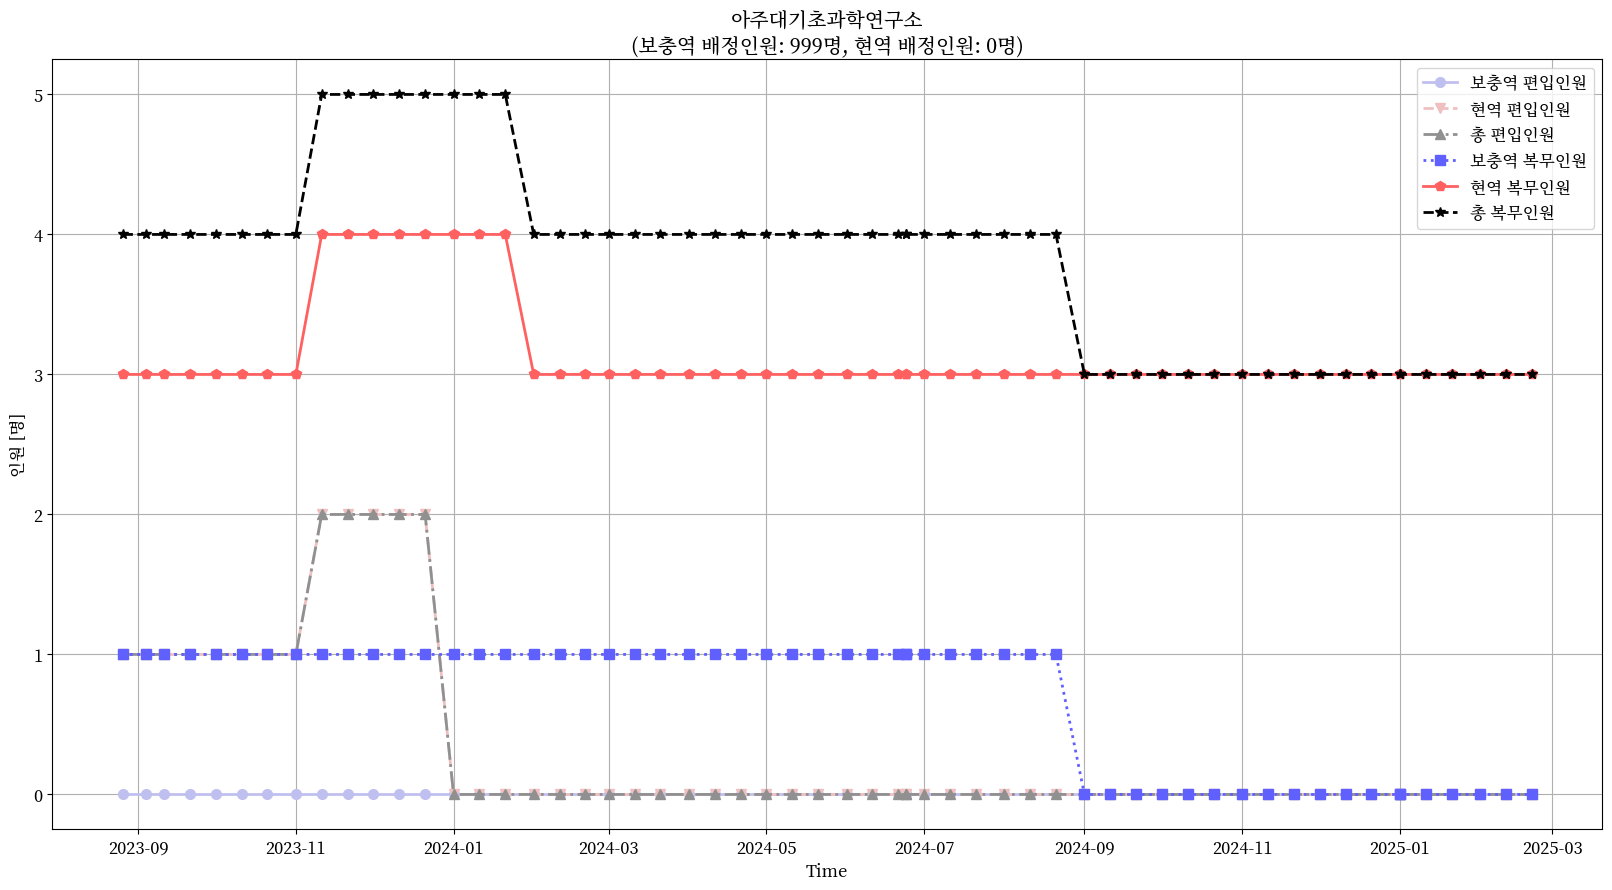 아주대기초과학연구소
(보충역 배정인원: 999명, 현역 배정인원: 0명)
보충역 편입인원
현역 편입인원
총 편입인원
보충역 복무인원
현역 복무인원
총 복무인원
인원 [명]
5
4
3
2
1
0
2023-09 2023-11 2024-01 2024-03 2024-05 2024-07 2024-09 2024-11 2025-01 2025-03
Time